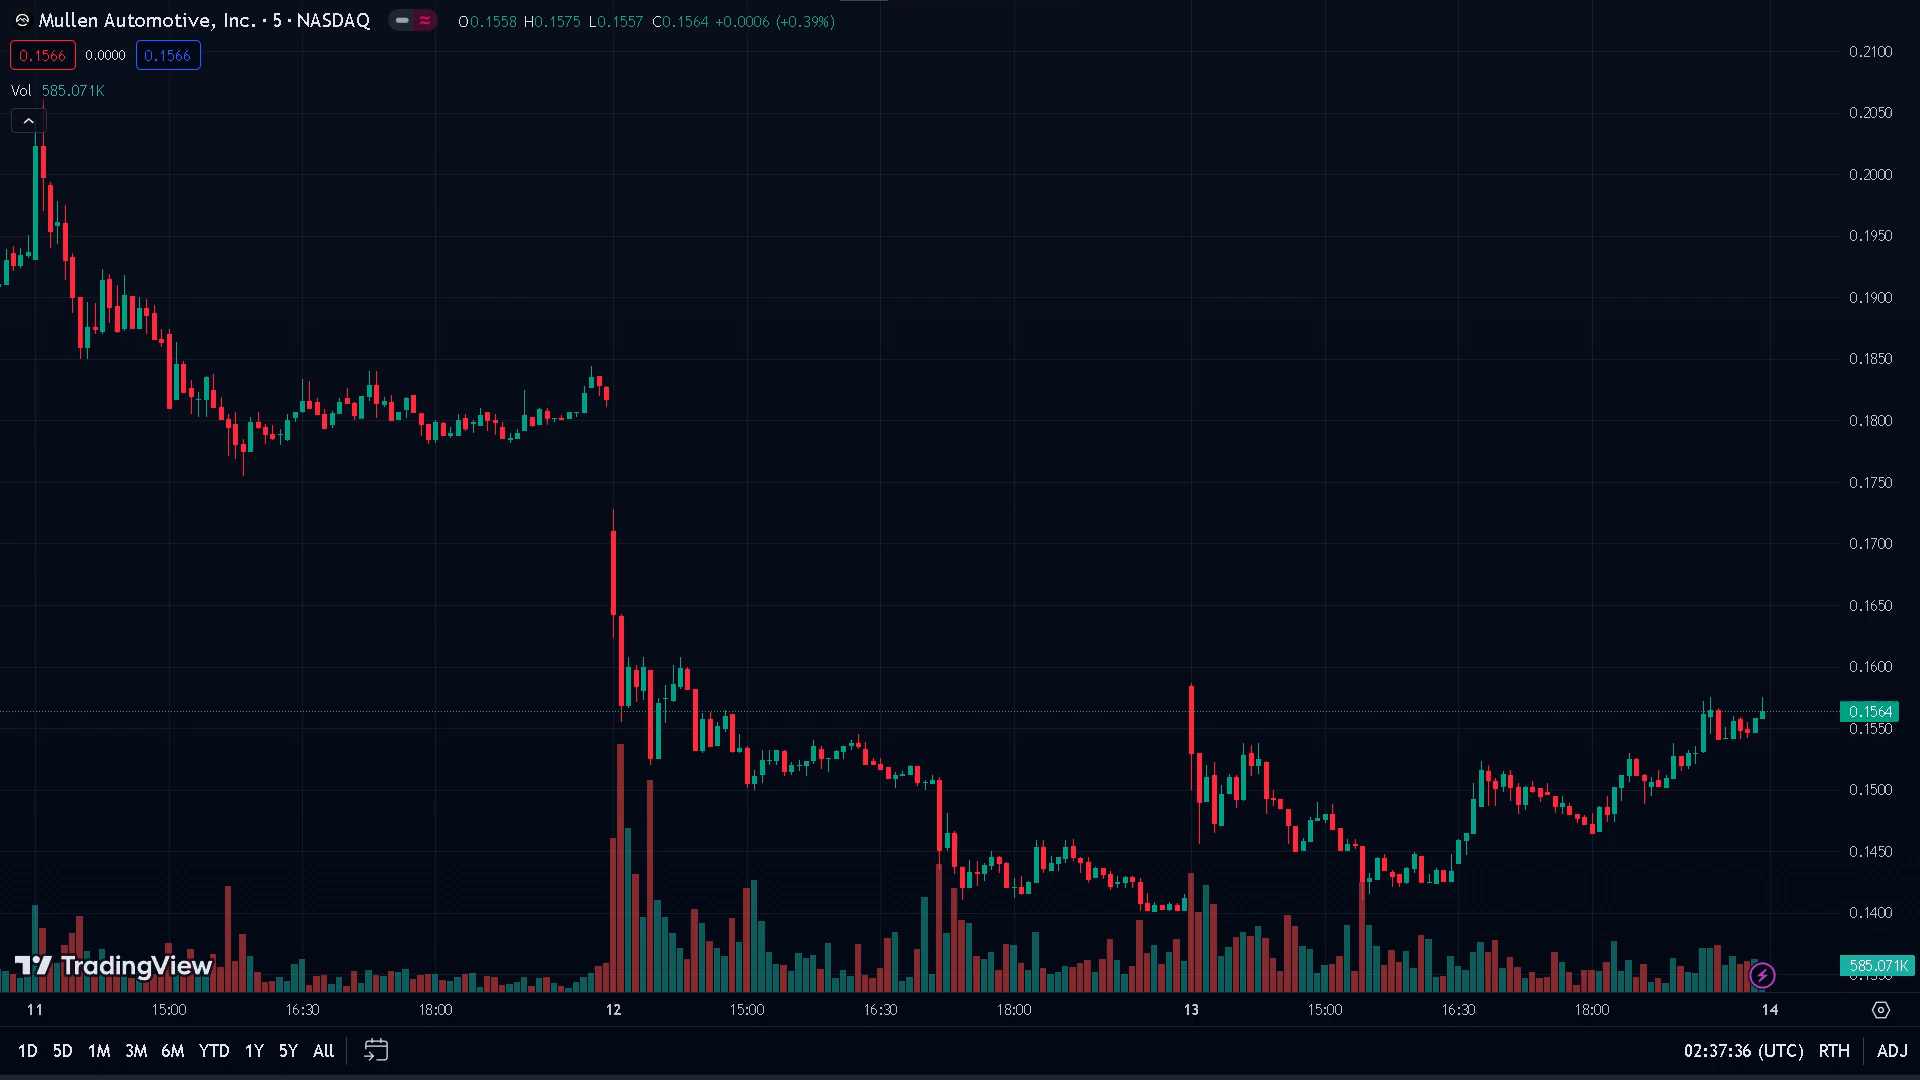 Mullen Automotive, Inc. · 5 · NASDAQ
O0.1558 H0.1575 L0.1557 C0.1564 +0.0006 (+0.39%)
0.1566 0.0000 0.1566
Vol 585.071K
0.2100
0.2050
0.2000
0.1950
0.1900
0.1850
0.1800
0.1750
0.1700
0.1650
0.1600
0.1564
0.1550
0.1500
0.1450
0.1400
585.071K
TradingView
11 15:00 16:30 18:00 12 15:00 16:30 18:00 13 15:00 16:30 18:00 14
1D 5D 1M 3M 6M YTD 1Y 5Y All
02:37:36 (UTC) RTH ADJ